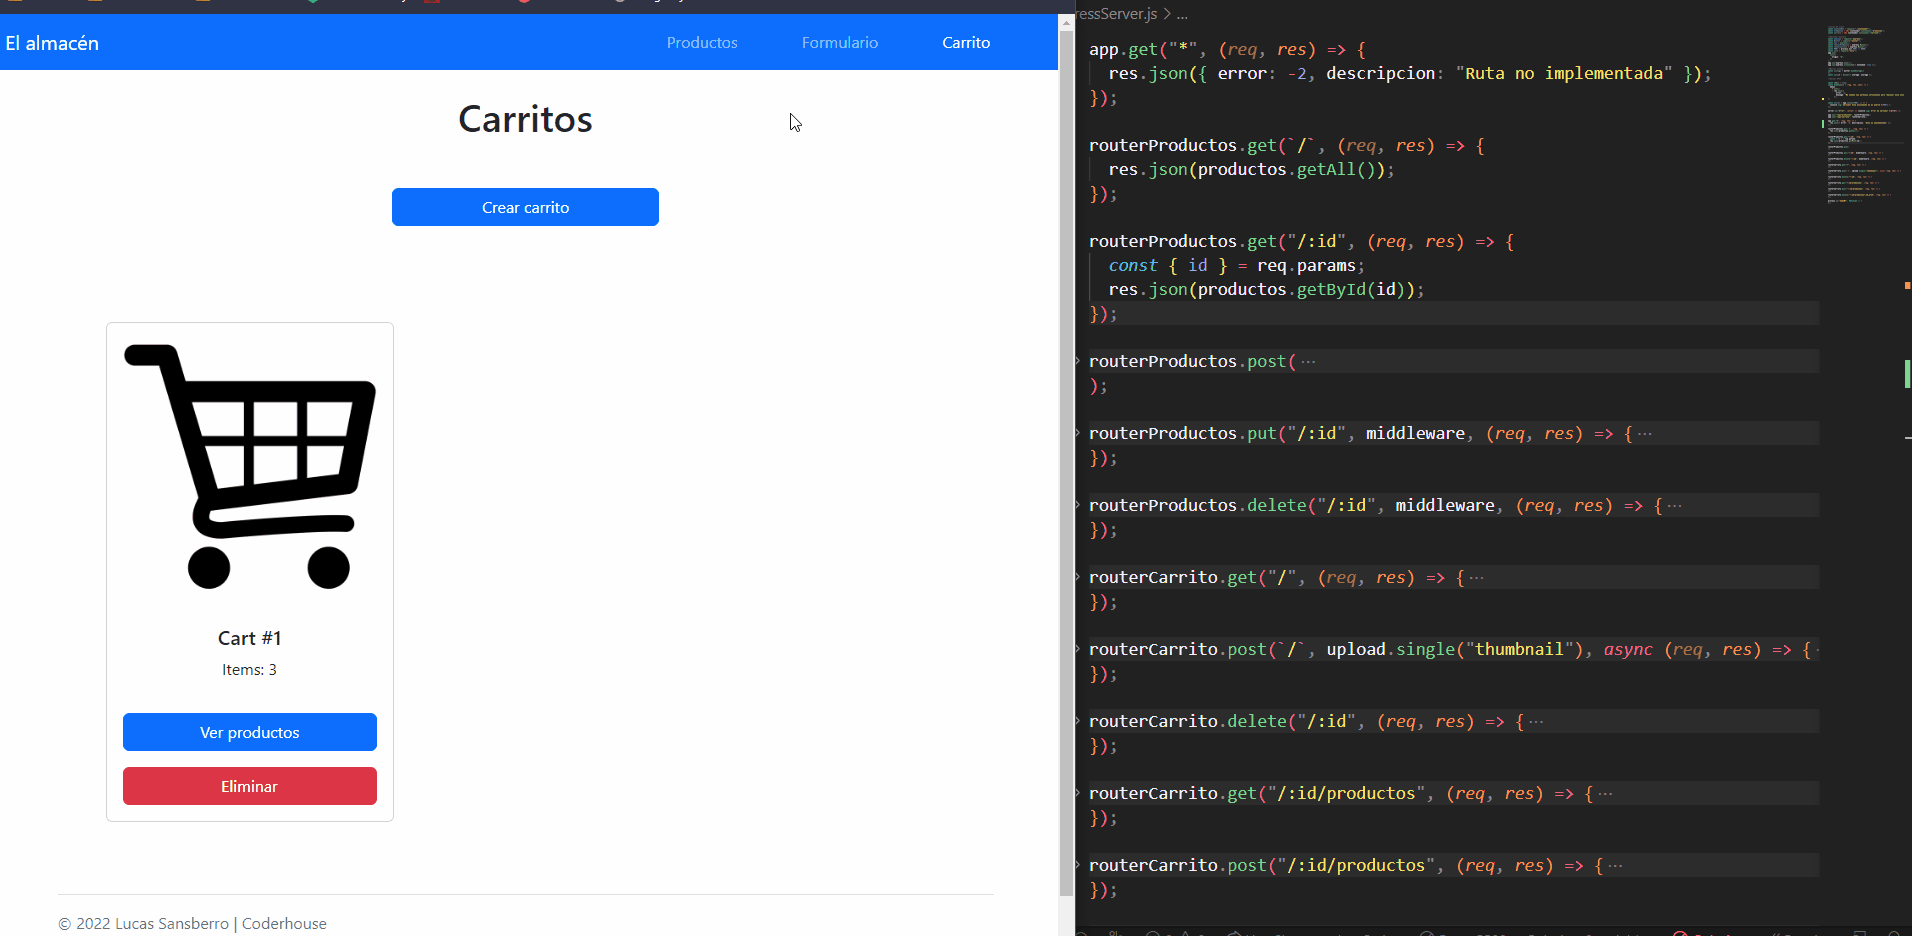 El almacén
Productos
Formulario
Carrito
Carritos
Crear carrito
Cart #1
Items: 3
Ver productos
Eliminar
© 2022 Lucas Sansberro | Coderhouse
ressServer.js > ...
app.get("*", (req, res) => {
res.json({ error: -2, descripcion: "Ruta no implementada" });
});
routerProductos.get(`/`, (req, res) => {
res.json(productos.getAll());
});
routerProductos.get("/:id", (req, res) => {
const { id } = req.params;
res.json(productos.getById(id));
});
routerProductos.post( ···
);
routerProductos.put("/:id", middleware, (req, res) => { ···
});
routerProductos.delete("/:id", middleware, (req, res) => { ···
});
routerCarrito.get("/", (req, res) => { ···
});
routerCarrito.post(`/`, upload.single("thumbnail"), async (req, res) => { ·
});
routerCarrito.delete("/:id", (req, res) => { ···
});
routerCarrito.get("/:id/productos", (req, res) => { ···
});
routerCarrito.post("/:id/productos", (req, res) => { ···
});